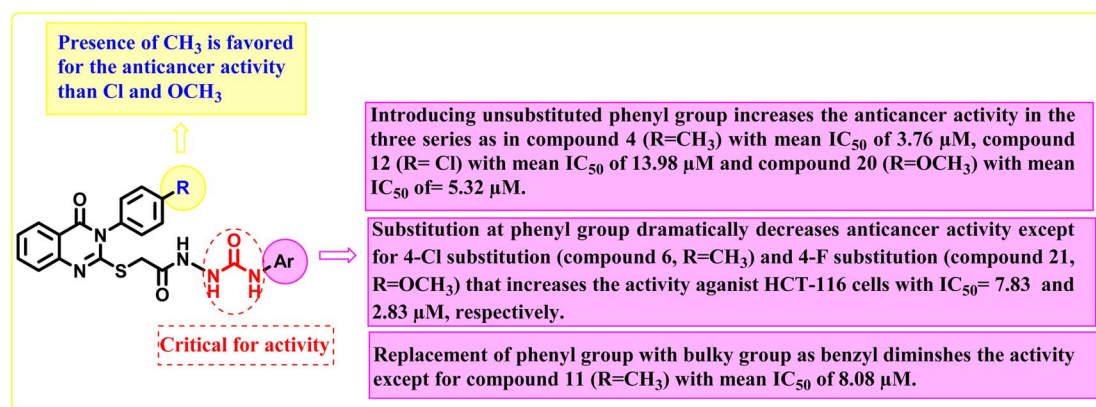 Presence of CH3 is favored
for the anticancer activity
than Cl and OCH3
Introducing unsubstituted phenyl group increases the anticancer activity in the
three series as in compound 4 (R=CH3) with mean IC50 of 3.76 µM, compound
12 (R= Cl) with mean IC50 of 13.98 µM and compound 20 (R=OCH3) with mean
IC50 of= 5.32 µM.
R
O
N
N
S
O
H
N
N
H
O
N
H
Ar
Substitution at phenyl group dramatically decreases anticancer activity except
for 4-Cl substitution (compound 6, R=CH3) and 4-F substitution (compound 21,
R=OCH3) that increases the activity aganist HCT-116 cells with IC50= 7.83 and
2.83 µM, respectively.
Critical for activity
Replacement of phenyl group with bulky group as benzyl diminshes the activity
except for compound 11 (R=CH3) with mean IC50 of 8.08 µM.